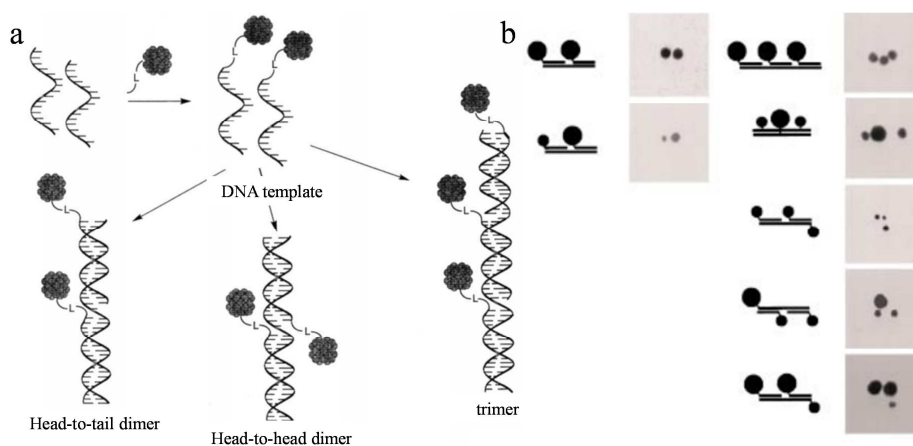 a
b
L
L
L
DNA template
L
L
L
L
L
L
L
Head-to-tail dimer
Head-to-head dimer
trimer